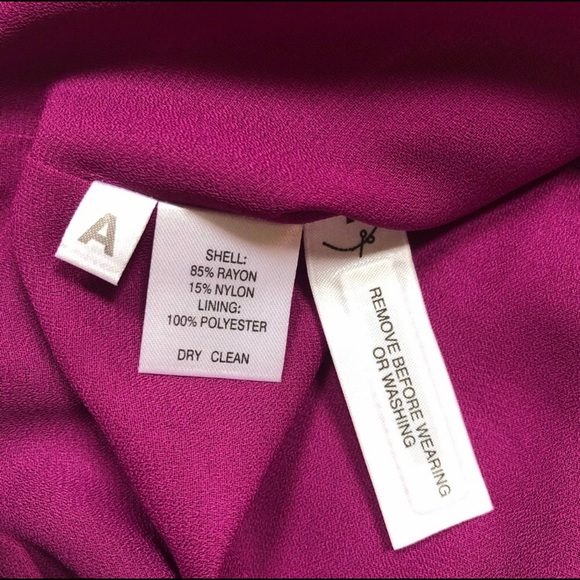 A
SHELL:
85% RAYON
15% NYLON
LINING:
100% POLYESTER
DRY CLEAN
REMOVE BEFORE WEARING
OR WASHING